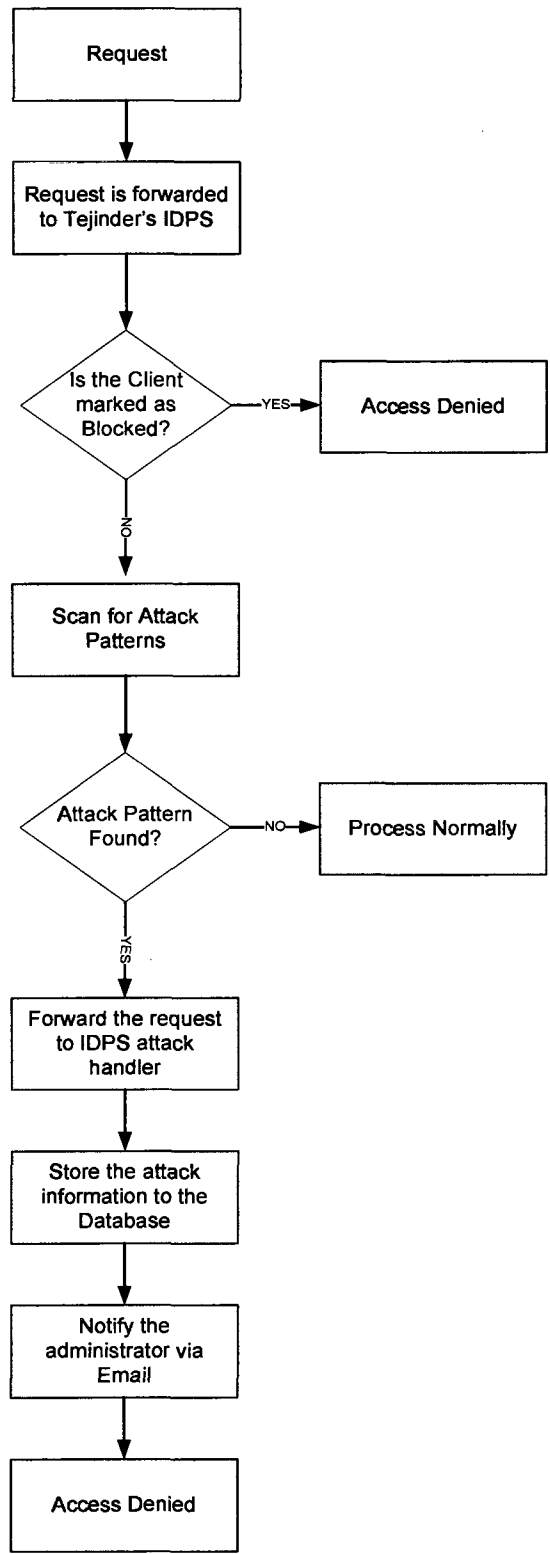 Request
Request is forwarded
to Tejinder's IDPS
Is the Client
marked as
Blocked?
YES
Access Denied
NO
Scan for Attack
Patterns
Attack Pattern
Found?
NO
Process Normally
YES
Forward the request
to IDPS attack
handler
Store the attack
information to the
Database
Notify the
administrator via
Email
Access Denied